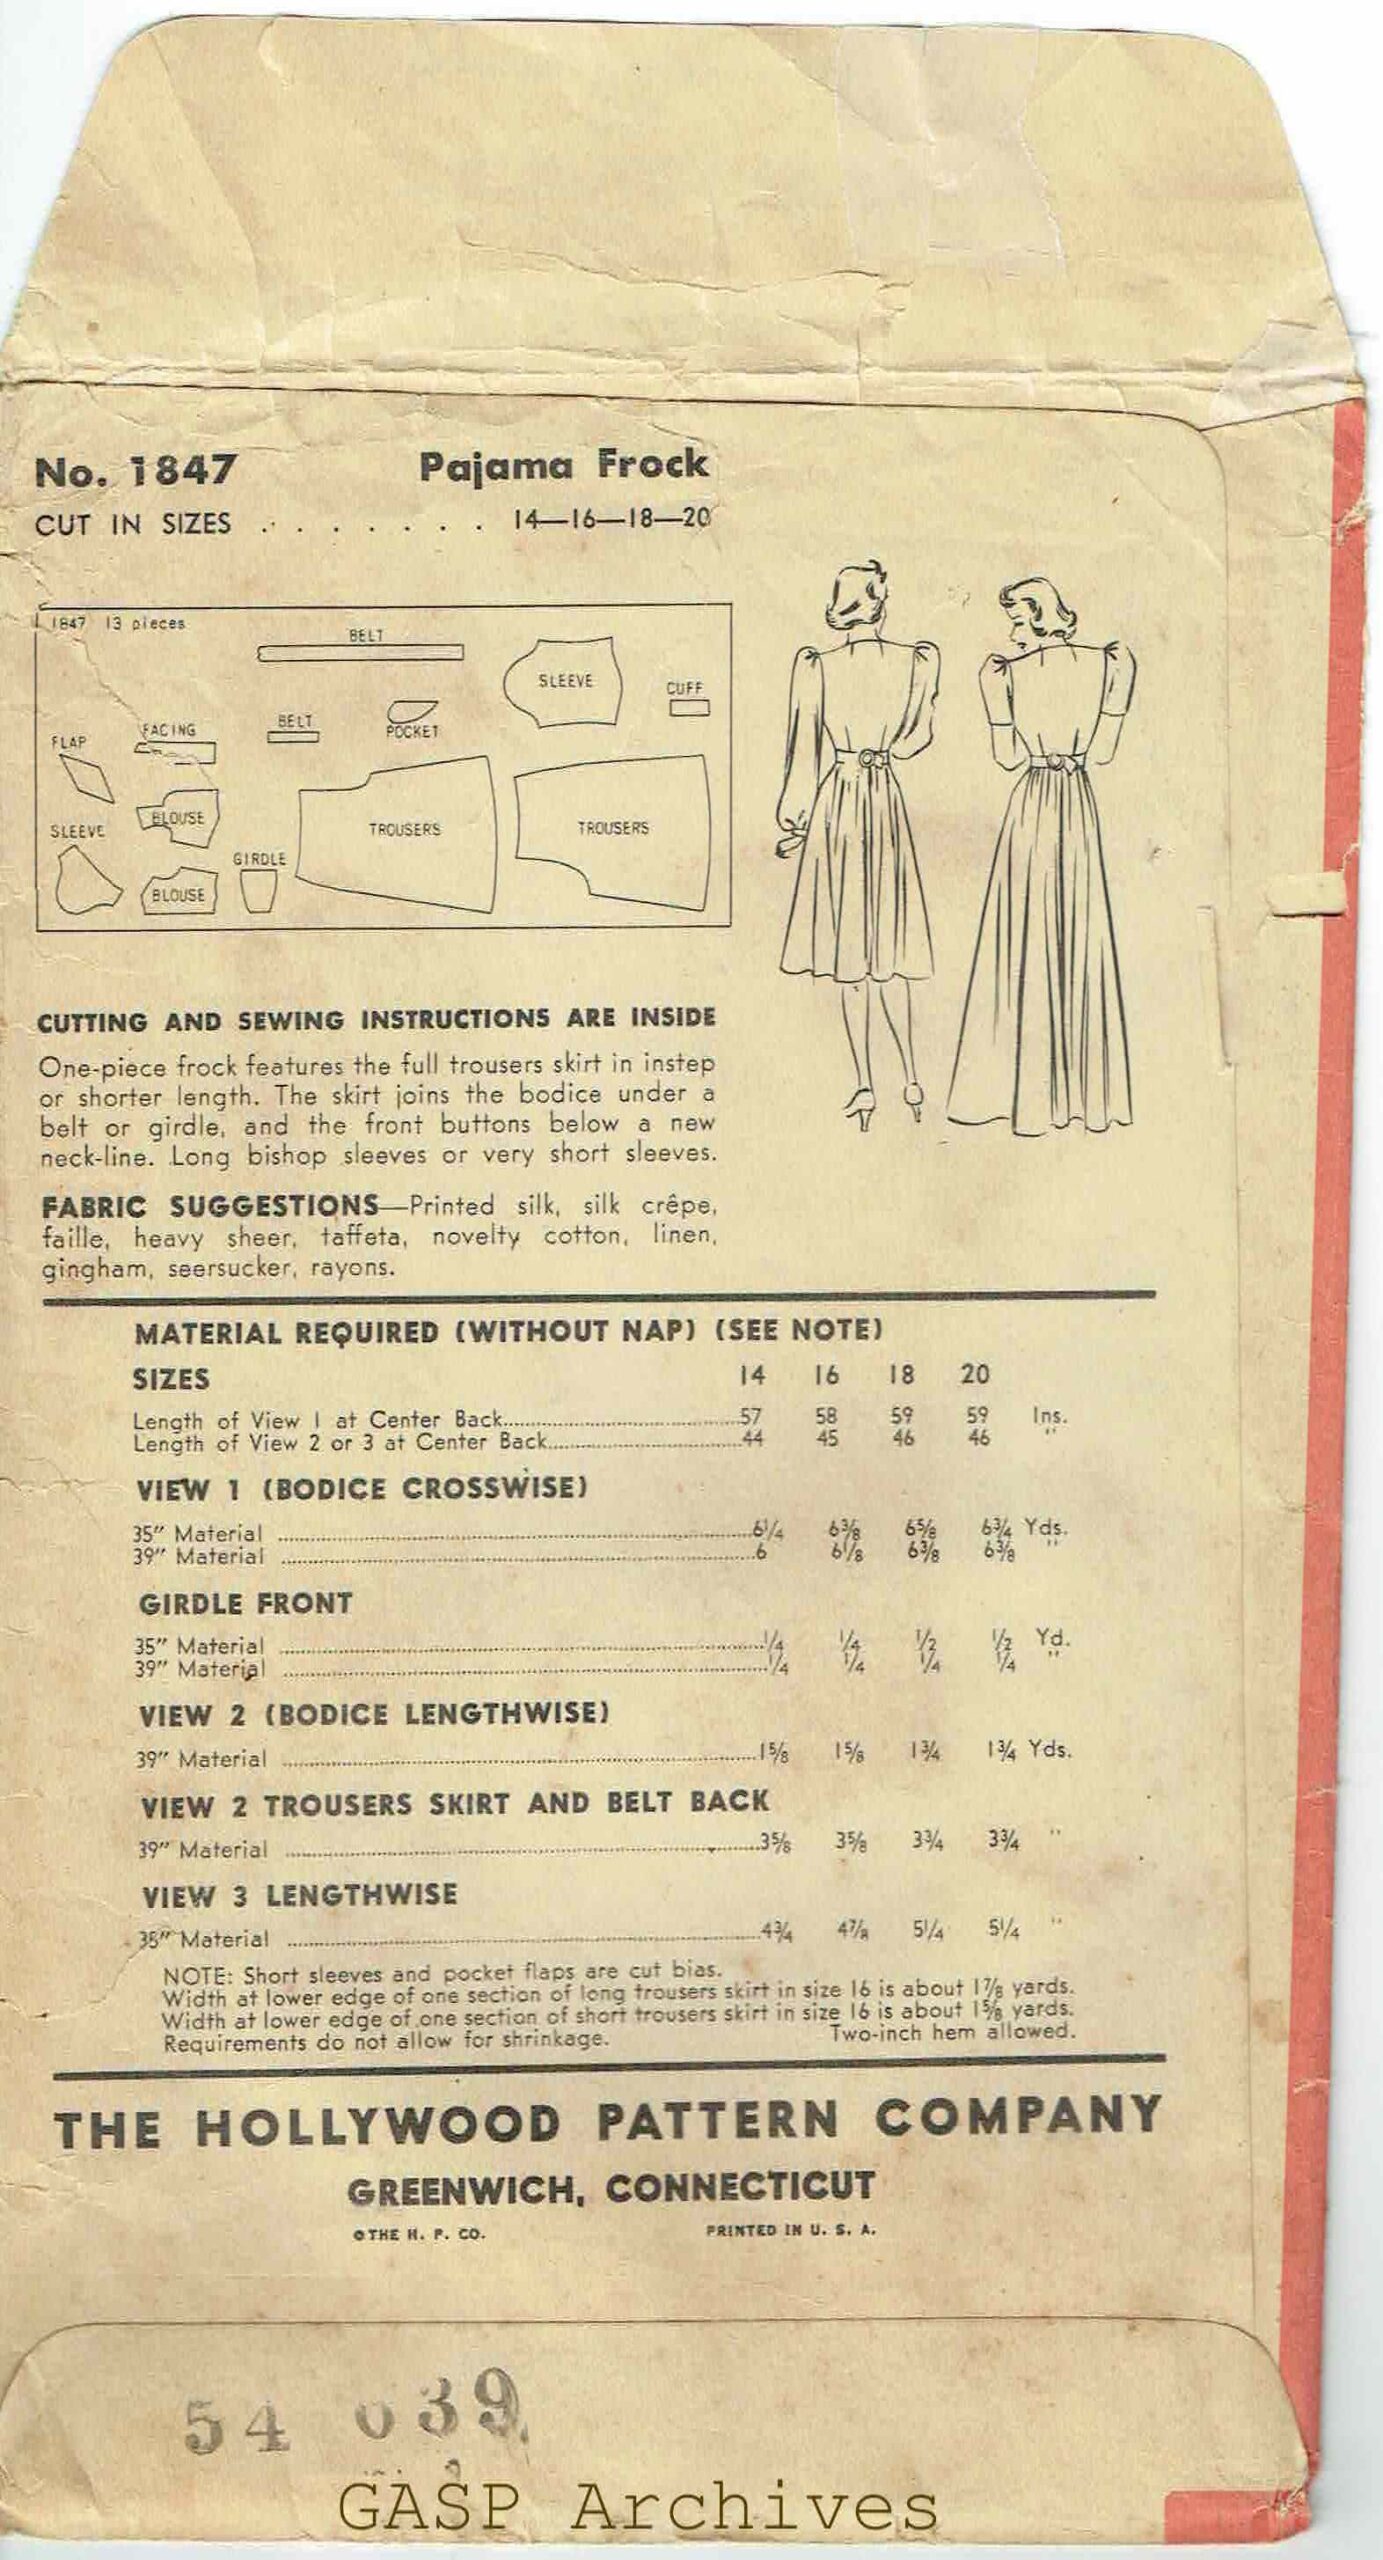 No. 1847 Pajama Frock
CUT IN SIZES . . . . . . . 14—16—18—20
1847 13 pieces
BELT
SLEEVE
CUFF
FLAP
FACING
BELT
POCKET
BLOUSE
SLEEVE
TROUSERS
TROUSERS
GIRDLE
BLOUSE
CUTTING AND SEWING INSTRUCTIONS ARE INSIDE
One-piece frock features the full trousers skirt in instep
or shorter length. The skirt joins the bodice under a
belt or girdle, and the front buttons below a new
neck-line. Long bishop sleeves or very short sleeves.
FABRIC SUGGESTIONS—Printed silk, silk crêpe,
faille, heavy sheer, taffeta, novelty cotton, linen,
gingham, seersucker, rayons.
MATERIAL REQUIRED (WITHOUT NAP) (SEE NOTE)
SIZES 14 16 18 20
Length of View 1 at Center Back 57 58 59 59 Ins.
Length of View 2 or 3 at Center Back 44 45 46 46 "
VIEW 1 (BODICE CROSSWISE)
35" Material 6¼ 6⅜ 6⅝ 6¾ Yds.
39" Material 6 6⅛ 6⅜ 6⅜ "
GIRDLE FRONT
35" Material ¼ ¼ ½ ½ Yd.
39" Material ¼ ¼ ¼ ¼ "
VIEW 2 (BODICE LENGTHWISE)
39" Material 1⅝ 1⅝ 1¾ 1¾ Yds.
VIEW 2 TROUSERS SKIRT AND BELT BACK
39" Material 3⅝ 3⅝ 3¾ 3¾ "
VIEW 3 LENGTHWISE
35" Material 4¾ 4⅞ 5¼ 5¼ "
NOTE: Short sleeves and pocket flaps are cut bias.
Width at lower edge of one section of long trousers skirt in size 16 is about 1⅞ yards.
Width at lower edge of one section of short trousers skirt in size 16 is about 1⅝ yards.
Requirements do not allow for shrinkage. Two-inch hem allowed.
THE HOLLYWOOD PATTERN COMPANY
GREENWICH, CONNECTICUT
©THE H. P. CO. PRINTED IN U. S. A.
54 039
GASP Archives